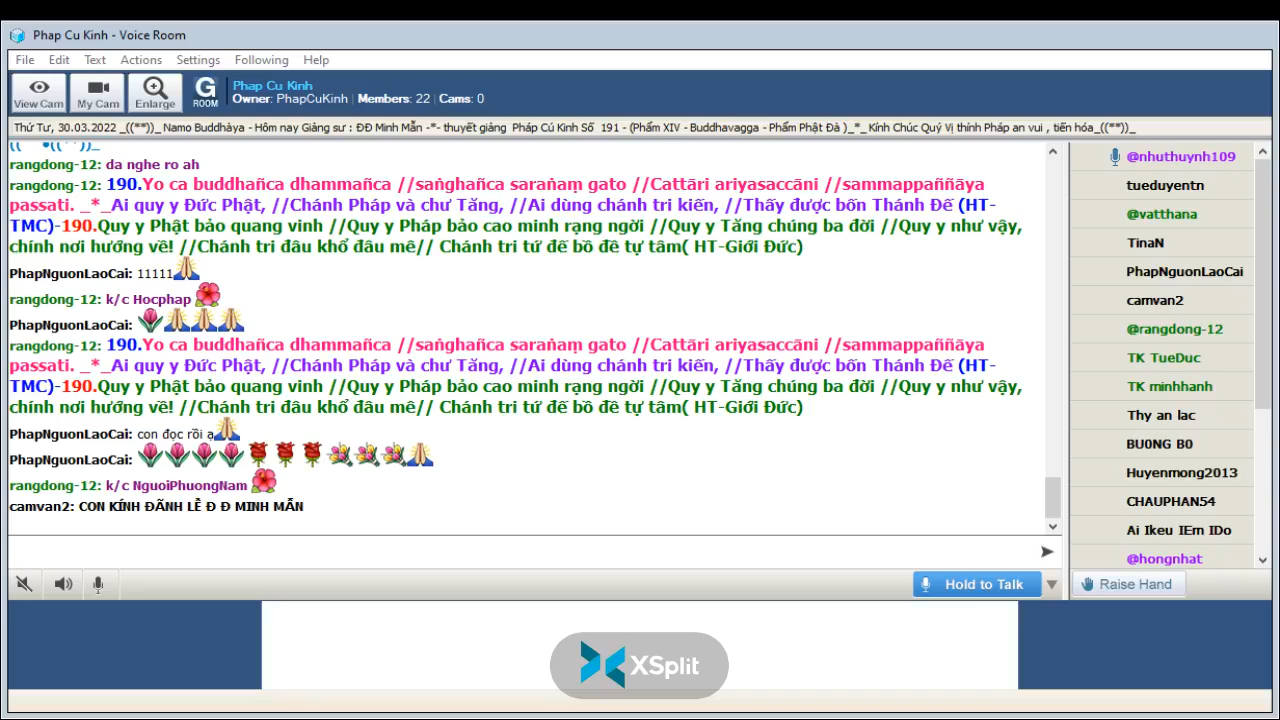 Phap Cu Kinh - Voice Room
File Edit Text Actions Settings Following Help
View Cam My Cam Enlarge G ROOM
Phap Cu Kinh
Owner: PhapCuKinh | Members: 22 | Cams: 0
Thứ Tư, 30.03.2022 _((**))_ Namo Buddhàya - Hôm nay Giảng sư : ĐĐ Minh Mẫn -*- thuyết giảng Pháp Cú Kinh Số 191 - (Phẩm XIV - Buddhavagga - Phẩm Phật Đà )_*_ Kính Chúc Quý Vị thính Pháp an vui , tiến hóa_((**))_
rangdong-12: da nghe ro ah
rangdong-12: 190.Yo ca buddhañca dhammañca //saṅghañca saraṇaṃ gato //Cattāri ariyasaccāni //sammappaññāya
passati. _*_Ai quy y Đức Phật, //Chánh Pháp và chư Tăng, //Ai dùng chánh tri kiến, //Thấy được bốn Thánh Đế (HT-
TMC)-190.Quy y Phật bảo quang vinh //Quy y Pháp bảo cao minh rạng ngời //Quy y Tăng chúng ba đời //Quy y như vậy,
chính nơi hướng về! //Chánh tri đâu khổ đâu mê// Chánh tri tứ đế bồ đề tự tâm( HT-Giới Đức)
PhapNguonLaoCai: 11111
rangdong-12: k/c Hocphap
PhapNguonLaoCai:
rangdong-12: 190.Yo ca buddhañca dhammañca //saṅghañca saraṇaṃ gato //Cattāri ariyasaccāni //sammappaññāya
passati. _*_Ai quy y Đức Phật, //Chánh Pháp và chư Tăng, //Ai dùng chánh tri kiến, //Thấy được bốn Thánh Đế (HT-
TMC)-190.Quy y Phật bảo quang vinh //Quy y Pháp bảo cao minh rạng ngời //Quy y Tăng chúng ba đời //Quy y như vậy,
chính nơi hướng về! //Chánh tri đâu khổ đâu mê// Chánh tri tứ đế bồ đề tự tâm( HT-Giới Đức)
PhapNguonLaoCai: con đọc rồi ạ
PhapNguonLaoCai:
rangdong-12: k/c NguoiPhuongNam
camvan2: CON KÍNH ĐÃNH LỄ Đ Đ MINH MẪN
@nhuthuynh109
tueduyentn
@vatthana
TinaN
PhapNguonLaoCai
camvan2
@rangdong-12
TK TueDuc
TK minhhanh
Thy an lac
BU0NG B0
Huyenmong2013
CHAUPHAN54
Ai Ikeu IEm IDo
@hongnhat
Hold to Talk
Raise Hand
XSplit